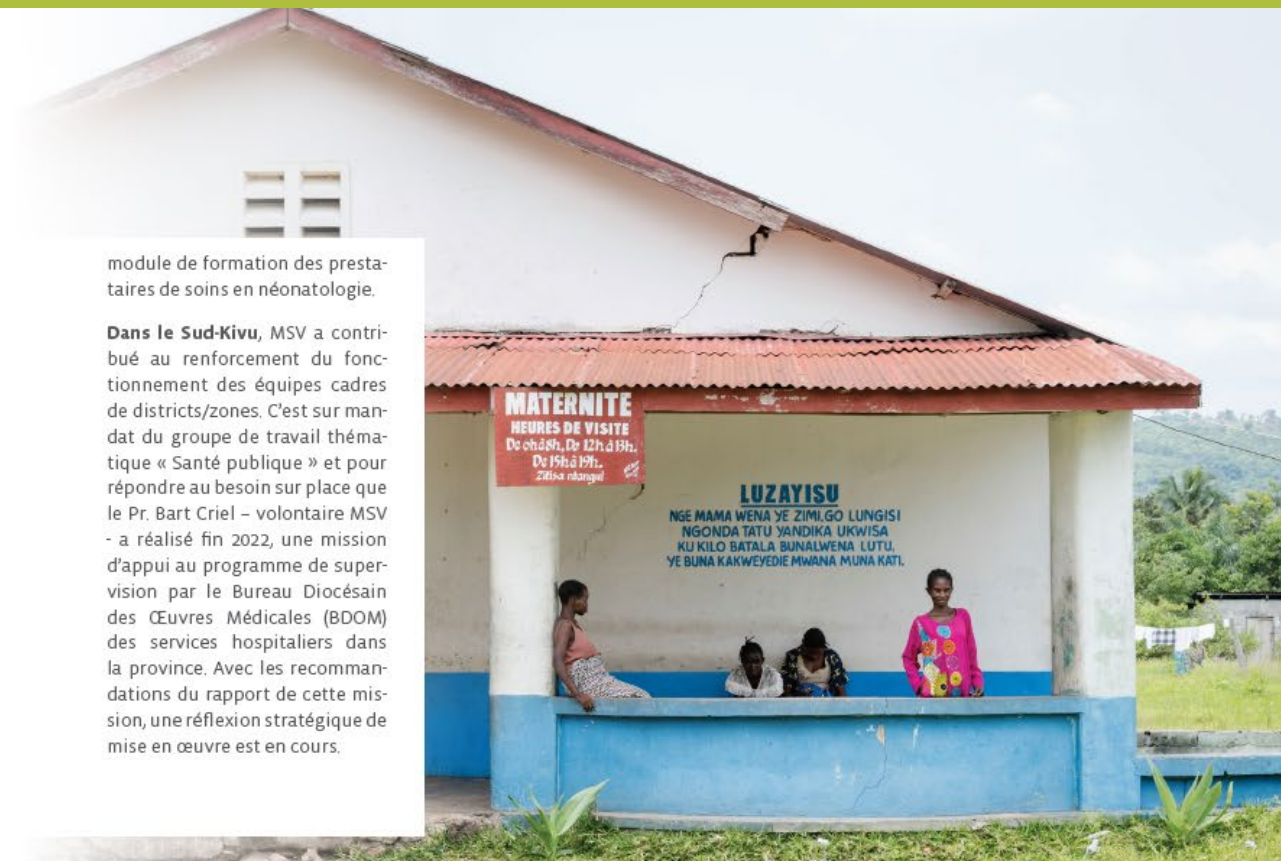 module de formation des presta-
taires de soins en néonatologie.
Dans le Sud-Kivu, MSV a contri-
bué au renforcement du fonc-
tionnement des équipes cadres
de districts/zones. C'est sur man-
dat du groupe de travail théma-
tique « Santé publique » et pour
répondre au besoin sur place que
le Pr. Bart Criel – volontaire MSV
- a réalisé fin 2022, une mission
d'appui au programme de super-
vision par le Bureau Diocésain
des Œuvres Médicales (BDOM)
des services hospitaliers dans
la province. Avec les recomman-
dations du rapport de cette mis-
sion, une réflexion stratégique de
mise en œuvre est en cours.
MATERNITE
HEURES DE VISITE
De 6h à 8h, De 12h à 13h.
De 15h à 19h.
Zitisa ntangu!
LUZAYISU
NGE MAMA WENA YE ZIMI, GO LUNGISI
NGONDA TATU YANDIKA UKWISA
KU KILO BATALA BUNALWENA LUTU,
YE BUNA KAKWEYEDIE MWANA MUNA KATI.